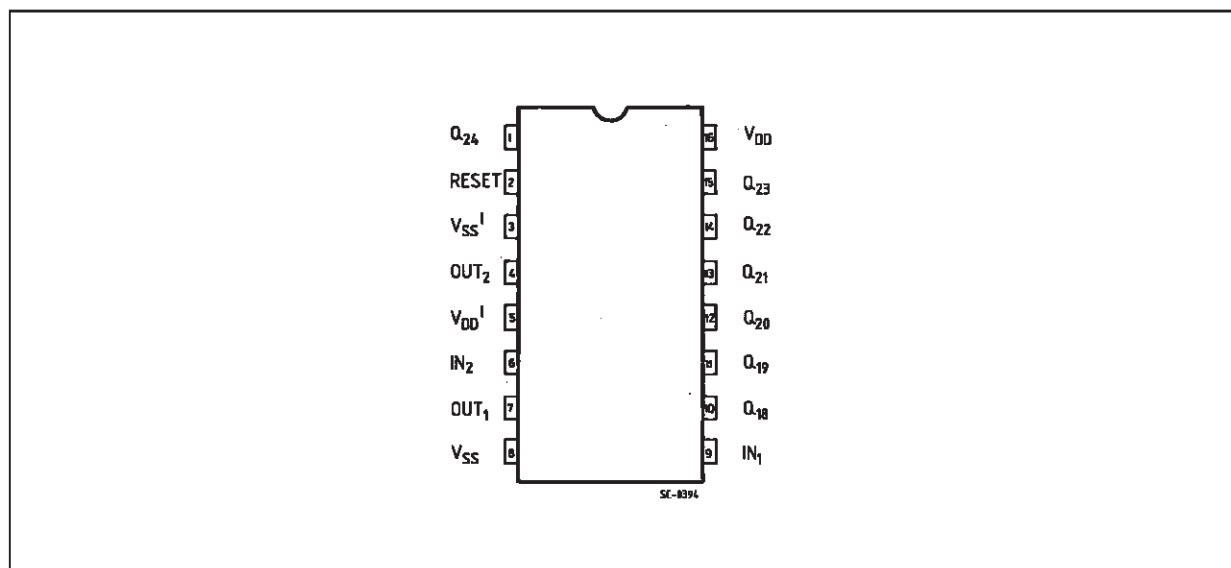 Q24 1 16 VDD
RESET 2 15 Q23
VSS' 3 14 Q22
OUT2 4 13 Q21
VDD' 5 12 Q20
IN2 6 11 Q19
OUT1 7 10 Q18
VSS 8 9 IN1
SC-0394